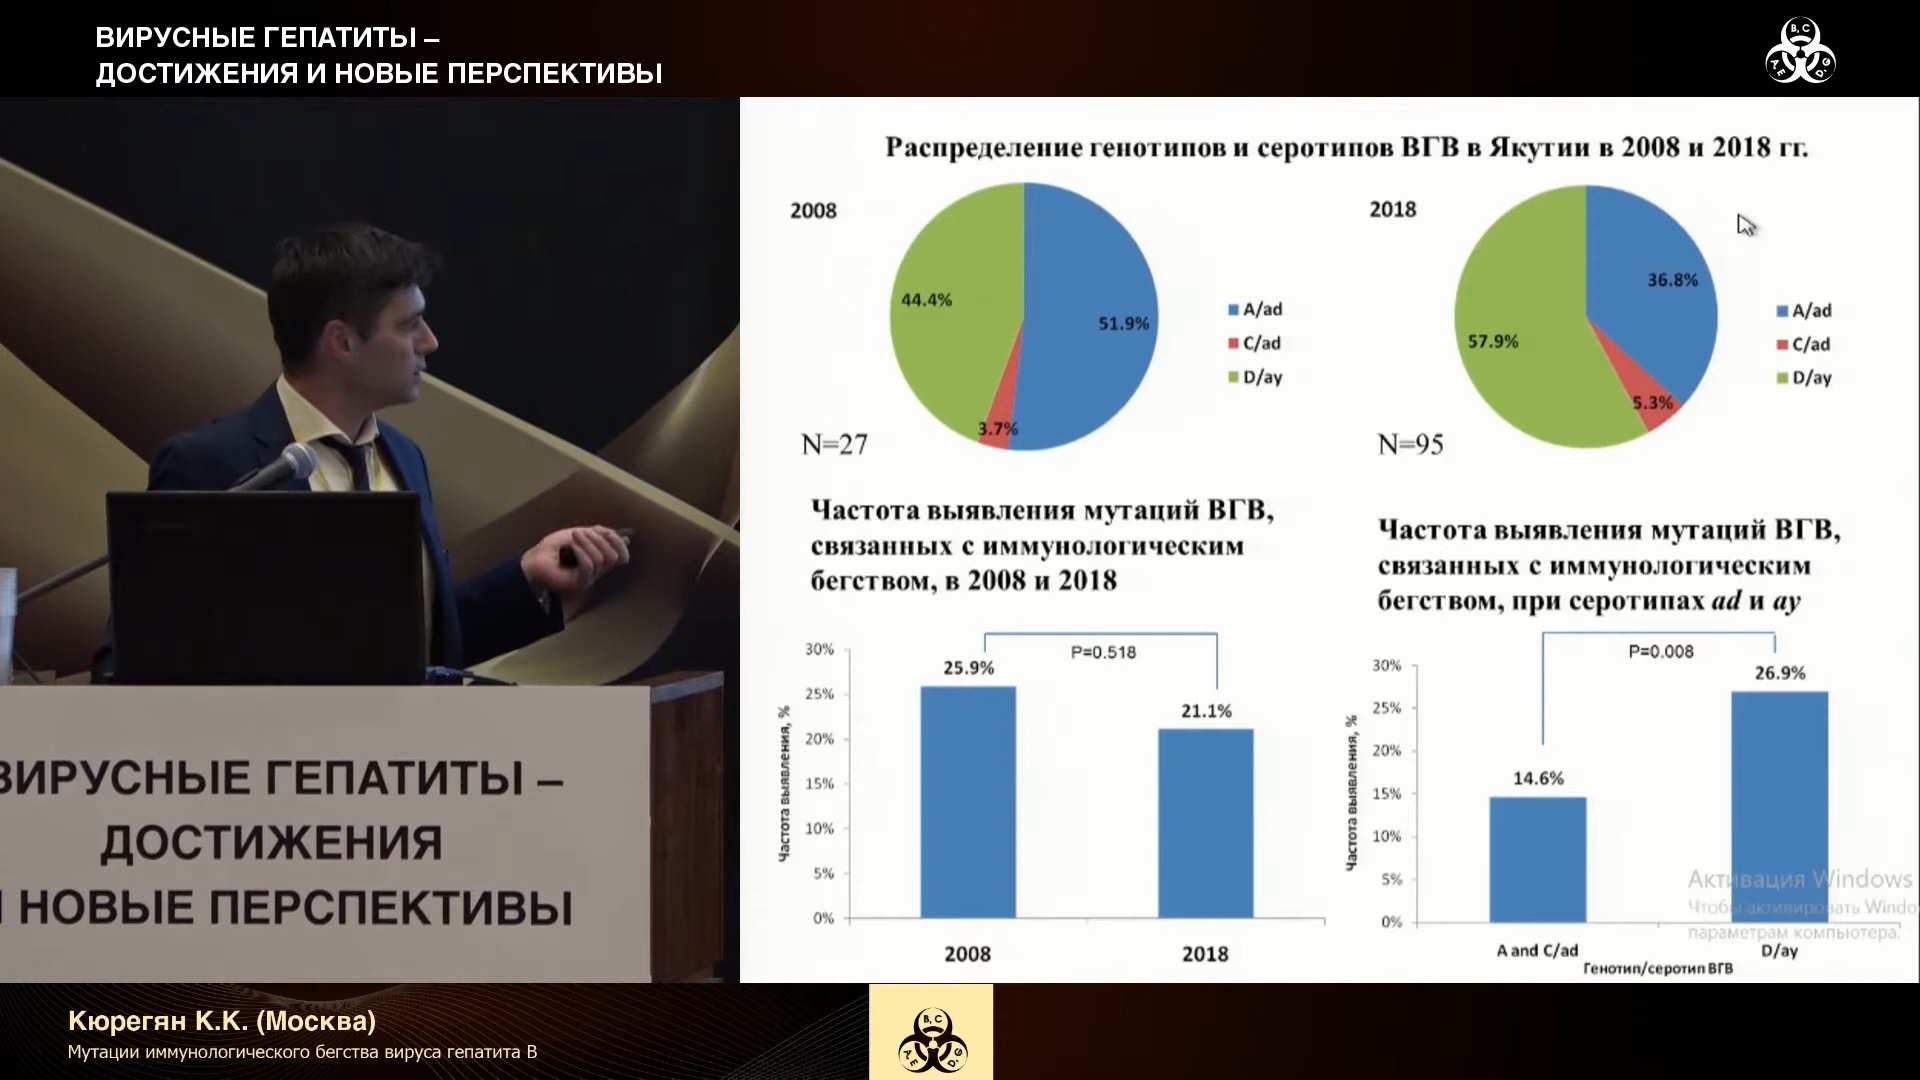 ВИРУСНЫЕ ГЕПАТИТЫ –
ДОСТИЖЕНИЯ И НОВЫЕ ПЕРСПЕКТИВЫ
B, C
A, E
D, G
Распределение генотипов и серотипов ВГВ в Якутии в 2008 и 2018 гг.
2008
44.4%
51.9%
3.7%
A/ad
C/ad
D/ay
N=27
2018
36.8%
57.9%
5.3%
A/ad
C/ad
D/ay
N=95
Частота выявления мутаций ВГВ,
связанных с иммунологическим
бегством, в 2008 и 2018
P=0.518
Частота выявления, %
30%
25%
20%
15%
10%
5%
0%
25.9%
21.1%
2008
2018
Частота выявления мутаций ВГВ,
связанных с иммунологическим
бегством, при серотипах ad и ay
P=0.008
Частота выявления, %
30%
25%
20%
15%
10%
5%
0%
14.6%
26.9%
A and C/ad
D/ay
Генотип/серотип ВГВ
Активация Windows
Чтобы активировать Windo
параметрам компьютера.
ВИРУСНЫЕ ГЕПАТИТЫ –
ДОСТИЖЕНИЯ
И НОВЫЕ ПЕРСПЕКТИВЫ
Кюрегян К.К. (Москва)
Мутации иммунологического бегства вируса гепатита В
B, C
A, E
D, G